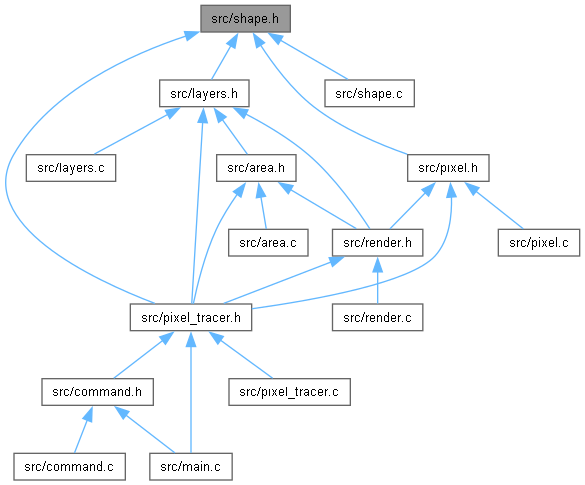 src/shape.h
src/layers.h
src/shape.c
src/layers.c
src/area.h
src/pixel.h
src/area.c
src/render.h
src/pixel.c
src/pixel_tracer.h
src/render.c
src/command.h
src/pixel_tracer.c
src/command.c
src/main.c